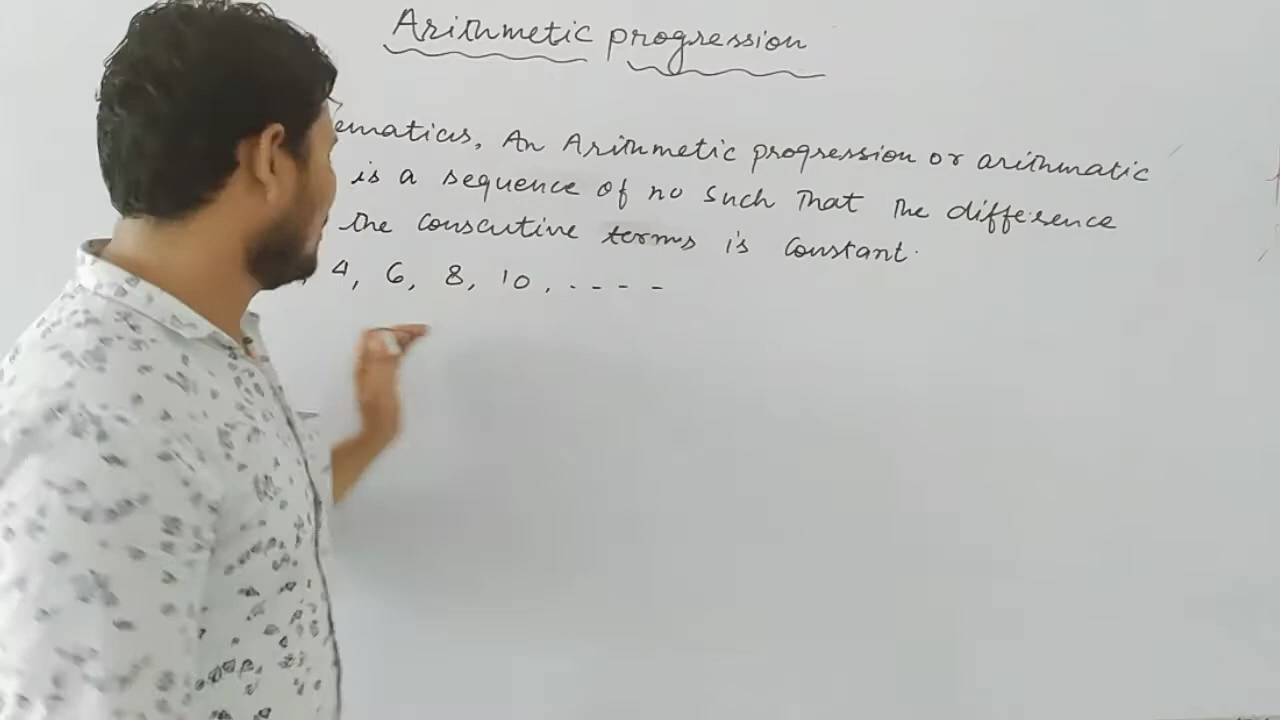 Arithmetic progression
ematics, An Arithmetic progression or arithmatic
is a sequence of no such that the difference
the conscutive terms is constant.
, 4, 6, 8, 10, . - - - -